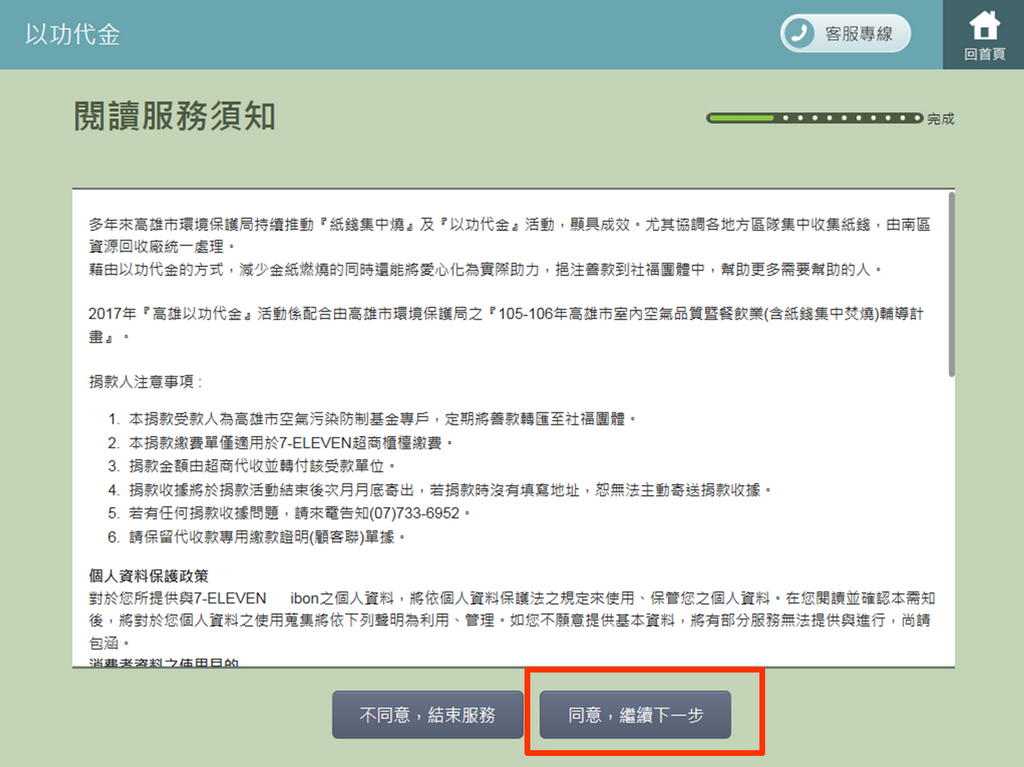 以功代金
客服專線
回首頁
閱讀服務須知
完成
多年來高雄市環境保護局持續推動『紙錢集中燒』及『以功代金』活動，顯具成效。尤其協調各地方區隊集中收集紙錢，由南區
資源回收廠統一處理。
藉由以功代金的方式，減少金紙燃燒的同時還能將愛心化為實際助力，挹注善款到社福團體中，幫助更多需要幫助的人。
2017年『高雄以功代金』活動係配合由高雄市環境保護局之『105-106年高雄市室內空氣品質暨餐飲業(含紙錢集中焚燒)輔導計
畫』。
捐款人注意事項：
1. 本捐款受款人為高雄市空氣污染防制基金專戶，定期將善款轉匯至社福團體。
2. 本捐款繳費單僅適用於7-ELEVEN超商櫃檯繳費。
3. 捐款金額由超商代收並轉付該受款單位。
4. 捐款收據將於捐款活動結束後次月月底寄出，若捐款時沒有填寫地址，恕無法主動寄送捐款收據。
5. 若有任何捐款收據問題，請來電告知(07)733-6952。
6. 請保留代收款專用繳款證明(顧客聯)單據。
個人資料保護政策
對於您所提供與7-ELEVEN ibon之個人資料，將依個人資料保護法之規定來使用、保管您之個人資料。在您閱讀並確認本需知
後，將對於您個人資料之使用蒐集將依下列聲明為利用、管理。如您不願意提供基本資料，將有部分服務無法提供與進行，尚請
包涵。
消費者資料之使用目的
不同意，結束服務
同意，繼續下一步